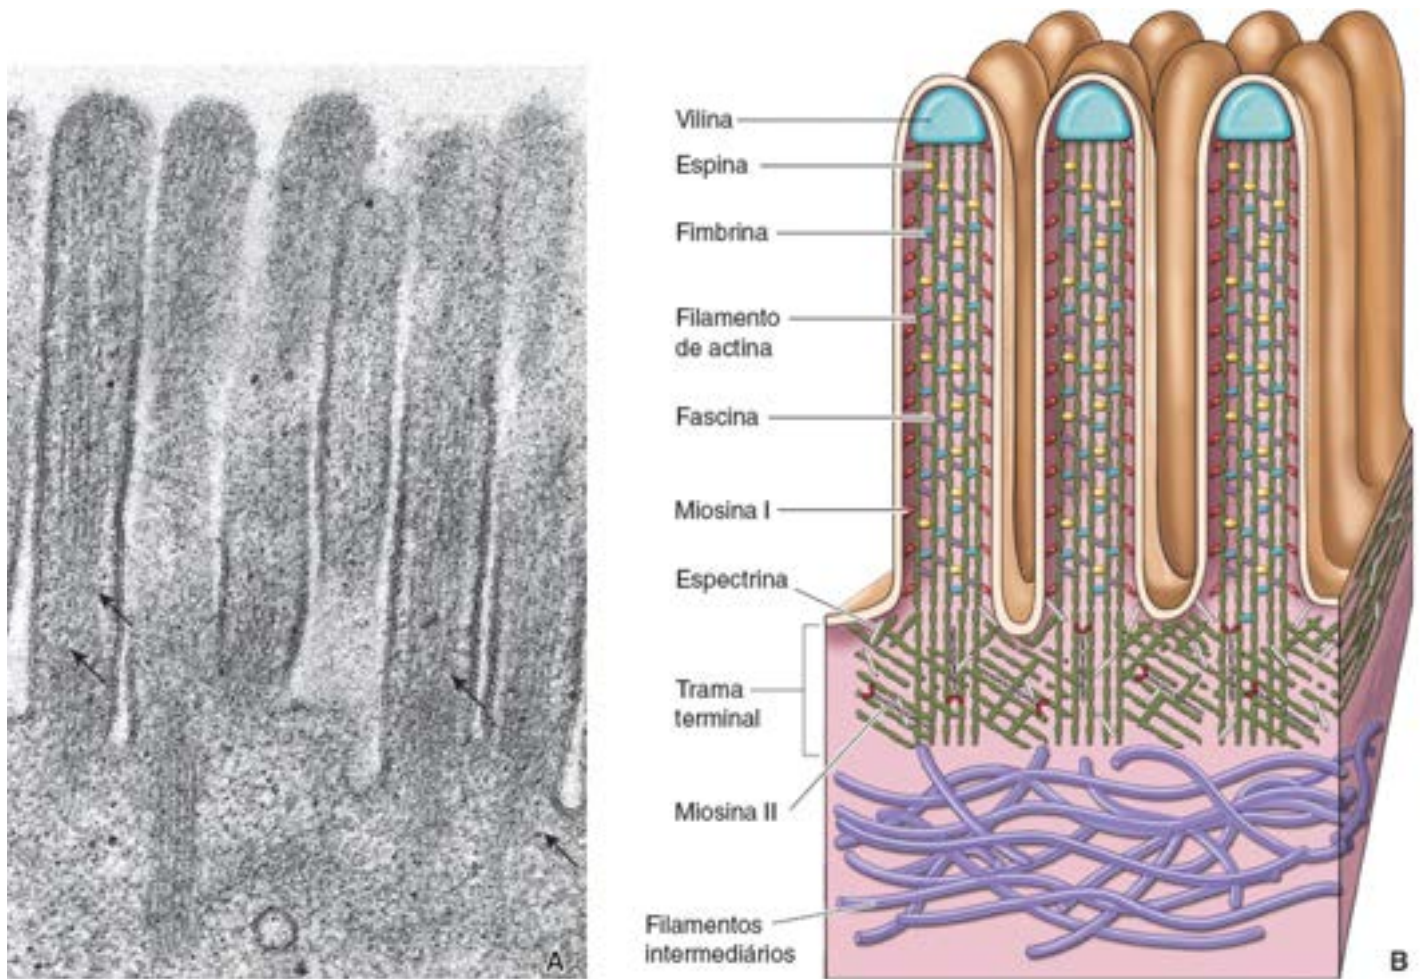 Vilina
Espina
Fimbrina
Filamento
de actina
Fascina
Miosina I
Espectrina
Trama
terminal
Miosina II
Filamentos
intermediários
A
B